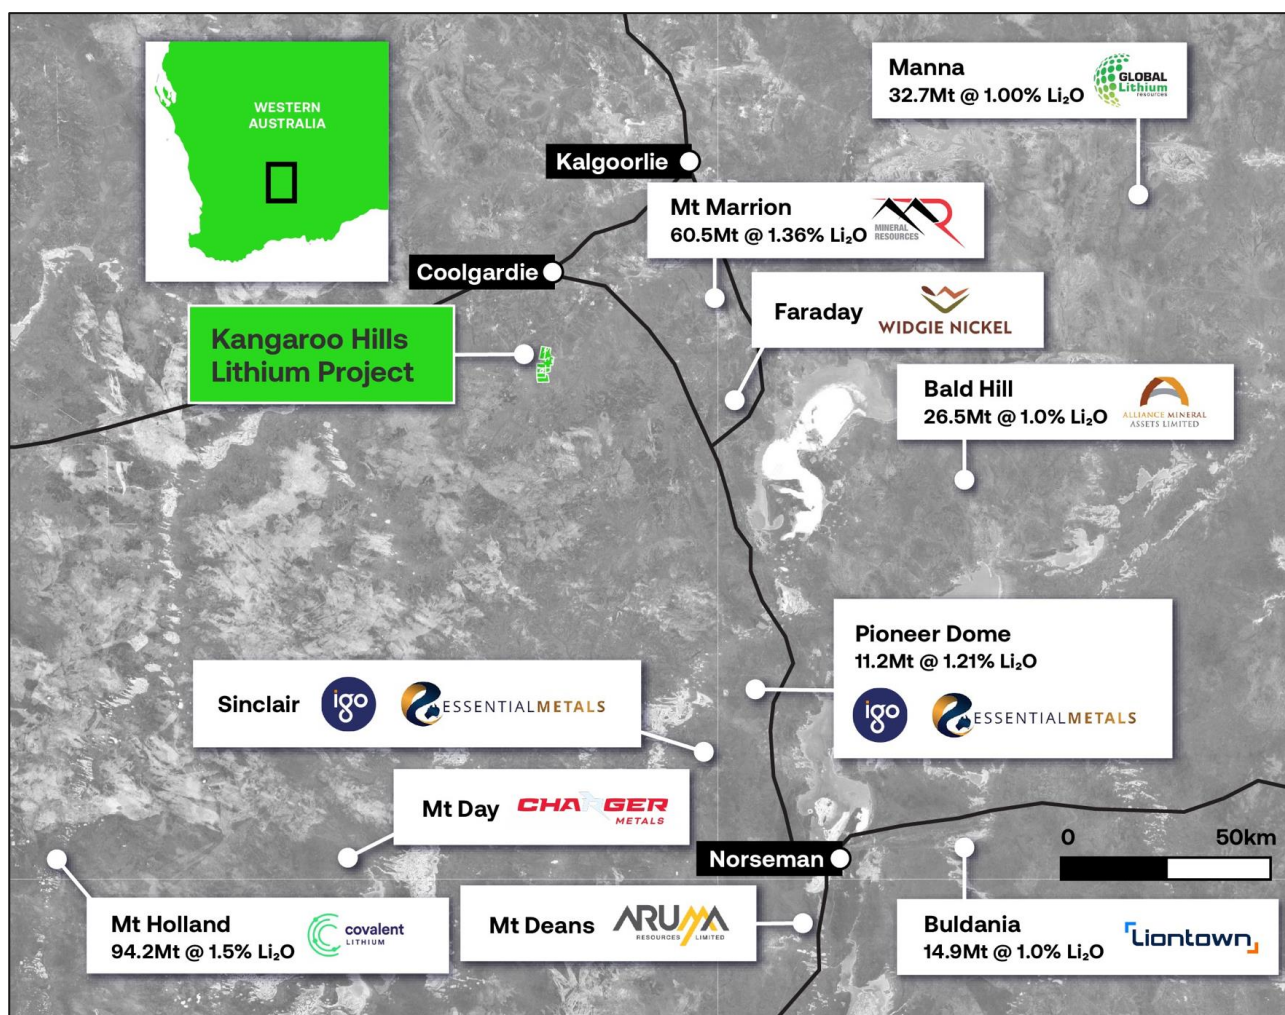 WESTERN
AUSTRALIA
Manna
32.7Mt @ 1.00% Li₂O
GLOBAL
Lithium
resources
Kalgoorlie
Mt Marrion
60.5Mt @ 1.36% Li₂O
MINERAL
RESOURCES
Coolgardie
Faraday
WIDGIE NICKEL
Kangaroo Hills
Lithium Project
Bald Hill
26.5Mt @ 1.0% Li₂O
ALLIANCE MINERAL
ASSETS LIMITED
Pioneer Dome
11.2Mt @ 1.21% Li₂O
igo
ESSENTIALMETALS
Sinclair
igo
ESSENTIALMETALS
Mt Day
CHARGER
METALS
Norseman
0 50km
Mt Holland
94.2Mt @ 1.5% Li₂O
covalent
LITHIUM
Mt Deans
ARUMA
RESOURCES LIMITED
Buldania
14.9Mt @ 1.0% Li₂O
Liontown